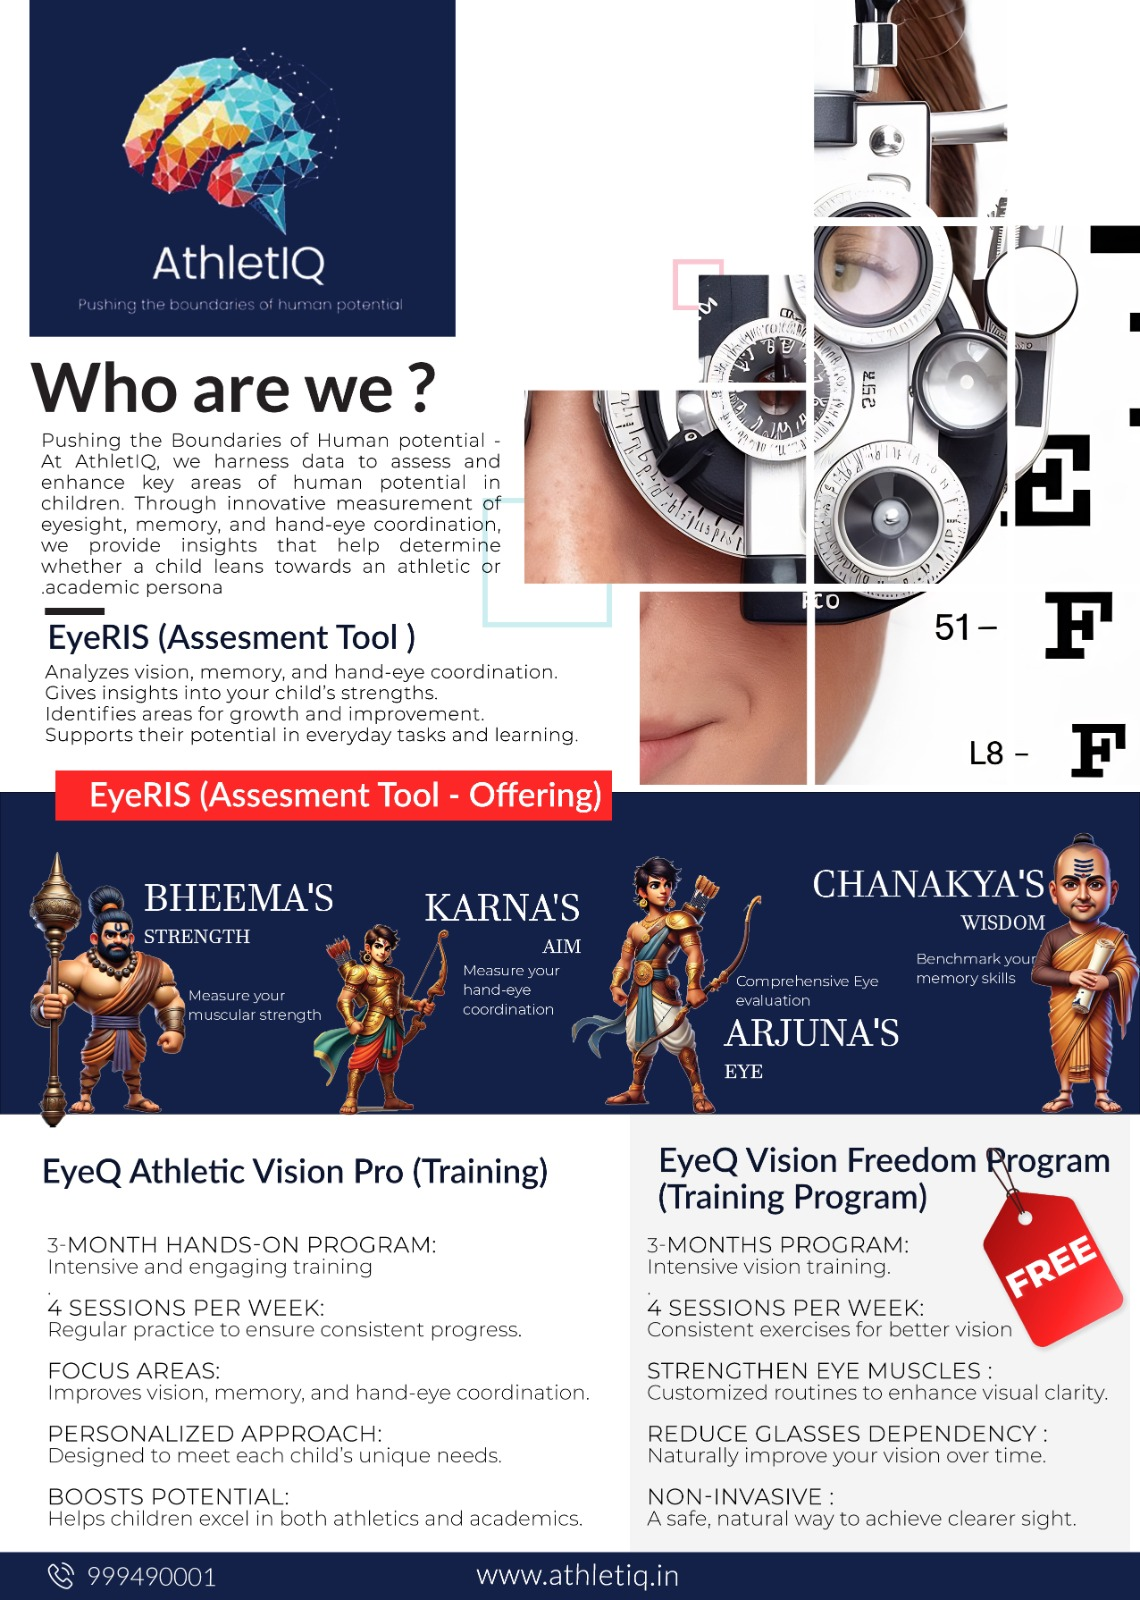 AthletIQ
Pushing the boundaries of human potential
Who are we ?
Pushing the Boundaries of Human potential -
At AthletIQ, we harness data to assess and
enhance key areas of human potential in
children. Through innovative measurement of
eyesight, memory, and hand-eye coordination,
we provide insights that help determine
whether a child leans towards an athletic or
.academic persona
EyeRIS (Assesment Tool )
Analyzes vision, memory, and hand-eye coordination.
Gives insights into your child's strengths.
Identifies areas for growth and improvement.
Supports their potential in everyday tasks and learning.
51 –
F
L8 –
F
EyeRIS (Assesment Tool - Offering)
BHEEMA'S
STRENGTH
Measure your
muscular strength
KARNA'S
AIM
Measure your
hand-eye
coordination
Comprehensive Eye
evaluation
ARJUNA'S
EYE
CHANAKYA'S
WISDOM
Benchmark your
memory skills
EyeQ Athletic Vision Pro (Training)
3-MONTH HANDS-ON PROGRAM:
Intensive and engaging training
.
4 SESSIONS PER WEEK:
Regular practice to ensure consistent progress.
FOCUS AREAS:
Improves vision, memory, and hand-eye coordination.
PERSONALIZED APPROACH:
Designed to meet each child's unique needs.
BOOSTS POTENTIAL:
Helps children excel in both athletics and academics.
EyeQ Vision Freedom Program
(Training Program)
FREE
3-MONTHS PROGRAM:
Intensive vision training.
.
4 SESSIONS PER WEEK:
Consistent exercises for better vision
STRENGTHEN EYE MUSCLES :
Customized routines to enhance visual clarity.
REDUCE GLASSES DEPENDENCY :
Naturally improve your vision over time.
NON-INVASIVE :
A safe, natural way to achieve clearer sight.
999490001
www.athletiq.in